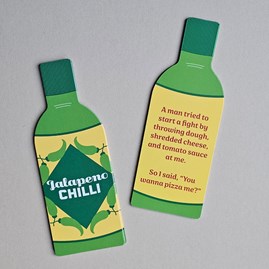 Jalapeno
CHILLI
A man tried to
start a fight by
throwing dough,
shredded cheese,
and tomato sauce
at me.
So I said, "You
wanna pizza me?"